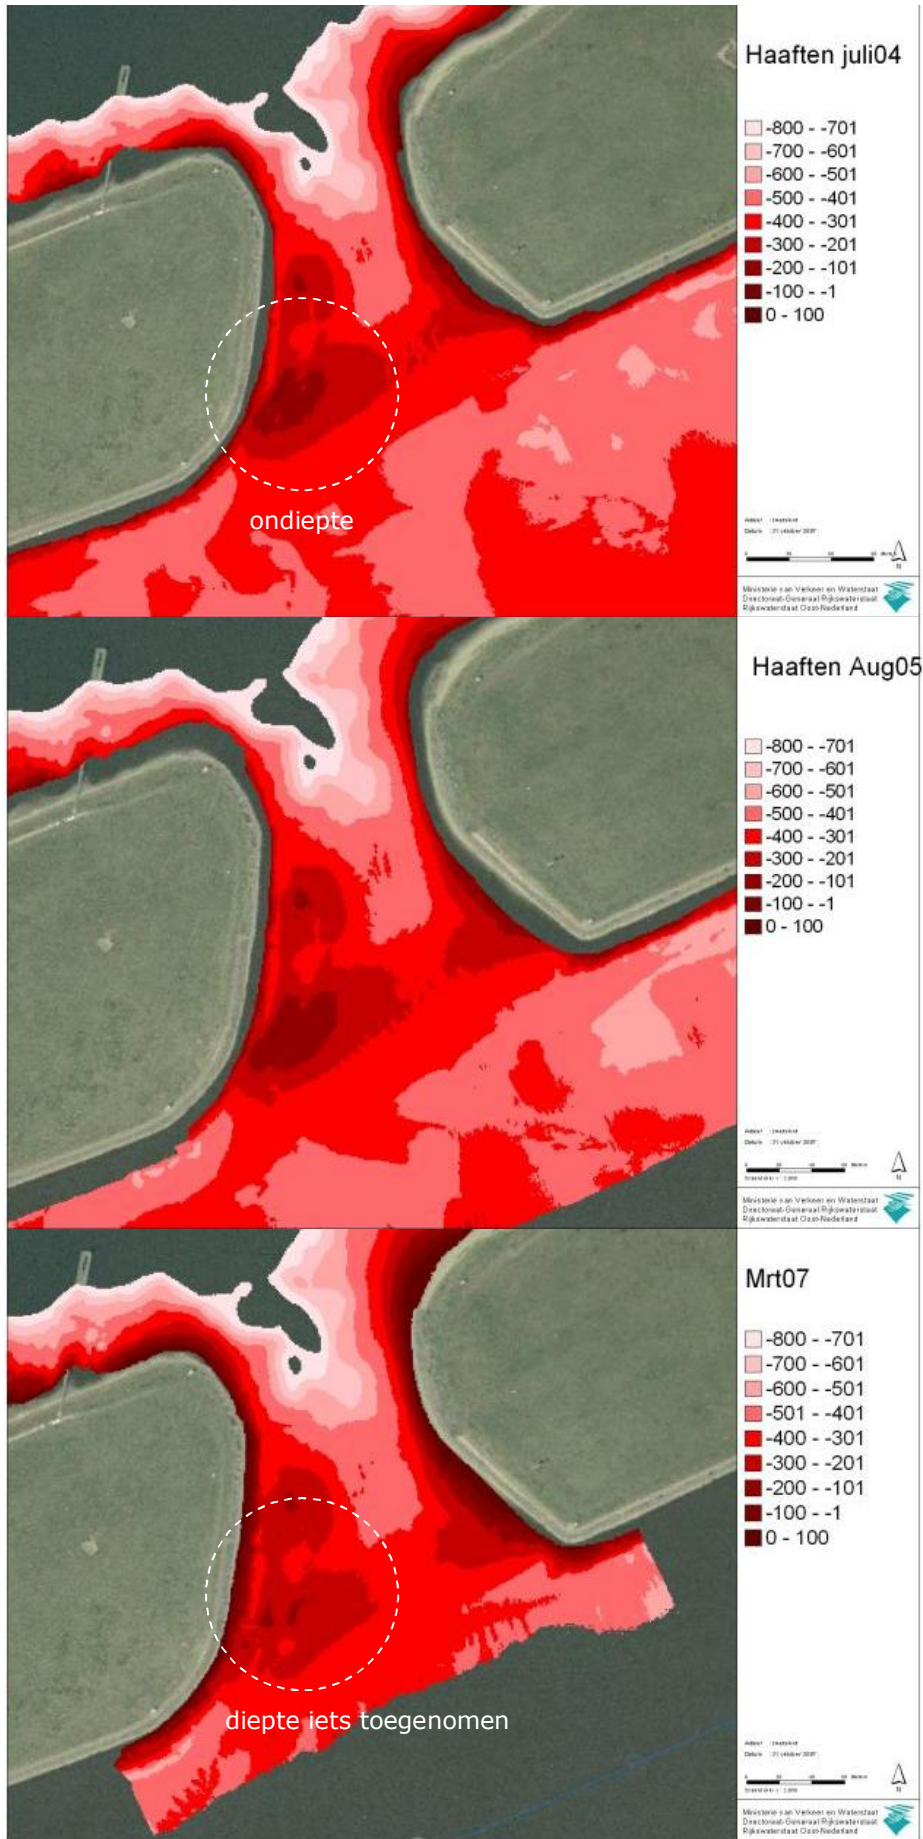 Haaften juli04
-800 - -701
-700 - -601
-600 - -501
-500 - -401
-400 - -301
-300 - -201
-200 - -101
-100 - -1
0 - 100
ondiepte
N
Ministerie van Verkeer en Waterstaat
Directoraat-Generaal Rijkswaterstaat
Rijkswaterstaat Oost-Nederland
Haaften Aug05
-800 - -701
-700 - -601
-600 - -501
-500 - -401
-400 - -301
-300 - -201
-200 - -101
-100 - -1
0 - 100
N
Ministerie van Verkeer en Waterstaat
Directoraat-Generaal Rijkswaterstaat
Rijkswaterstaat Oost-Nederland
Mrt07
-800 - -701
-700 - -601
-600 - -501
-501 - -401
-400 - -301
-300 - -201
-200 - -101
-100 - -1
0 - 100
diepte iets toegenomen
N
Ministerie van Verkeer en Waterstaat
Directoraat-Generaal Rijkswaterstaat
Rijkswaterstaat Oost-Nederland